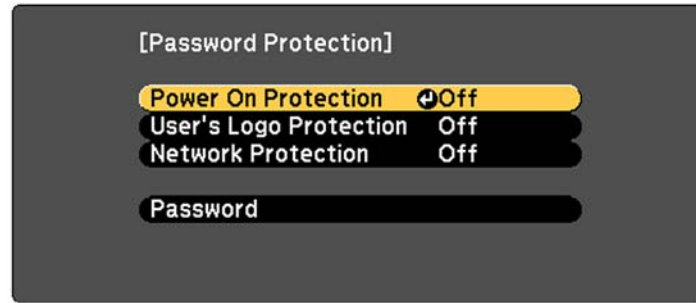 [Password Protection]
Power On Protection Off
User's Logo Protection Off
Network Protection Off
Password